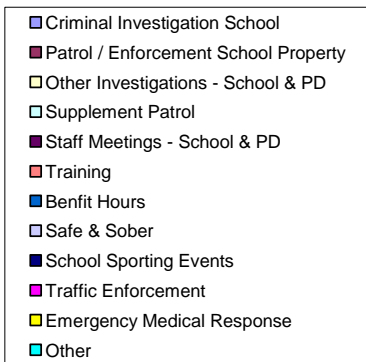 Criminal Investigation School
Patrol / Enforcement School Property
Other Investigations - School & PD
Supplement Patrol
Staff Meetings - School & PD
Training
Benfit Hours
Safe & Sober
School Sporting Events
Traffic Enforcement
Emergency Medical Response
Other